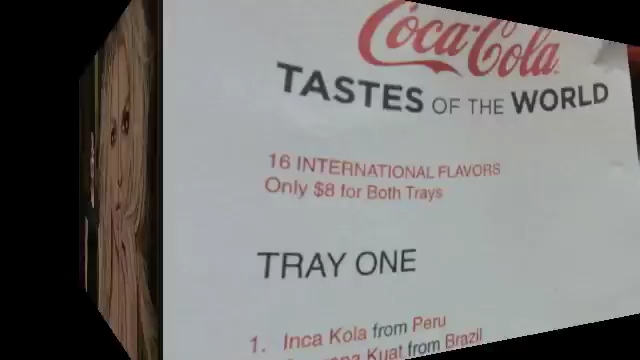 Coca-Cola
TASTES OF THE WORLD
16 INTERNATIONAL FLAVORS
Only $8 for Both Trays
TRAY ONE
1. Inca Kola from Peru
Kuat from Brazil